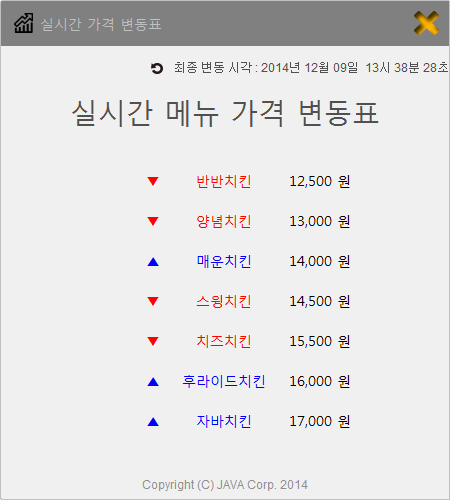 실시간 가격 변동표
최종 변동 시각 : 2014년 12월 09일 13시 38분 28초
실시간 메뉴 가격 변동표
▼ 반반치킨 12,500 원
▼ 양념치킨 13,000 원
▲ 매운치킨 14,000 원
▼ 스윙치킨 14,500 원
▼ 치즈치킨 15,500 원
▲ 후라이드치킨 16,000 원
▲ 자바치킨 17,000 원
Copyright (C) JAVA Corp. 2014